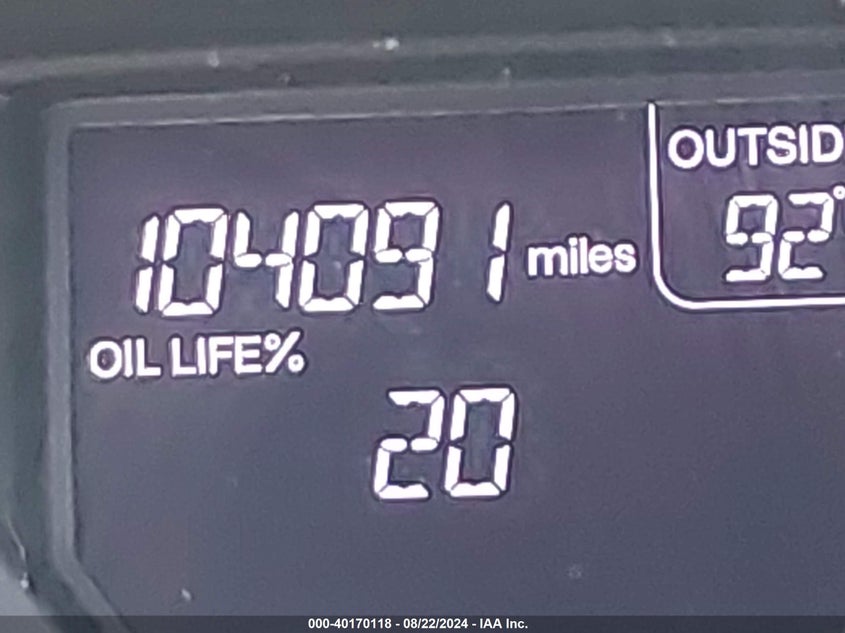 OUTSID
104091 miles
92°
OIL LIFE%
20
000-40170118 - 08/22/2024 - IAA Inc.